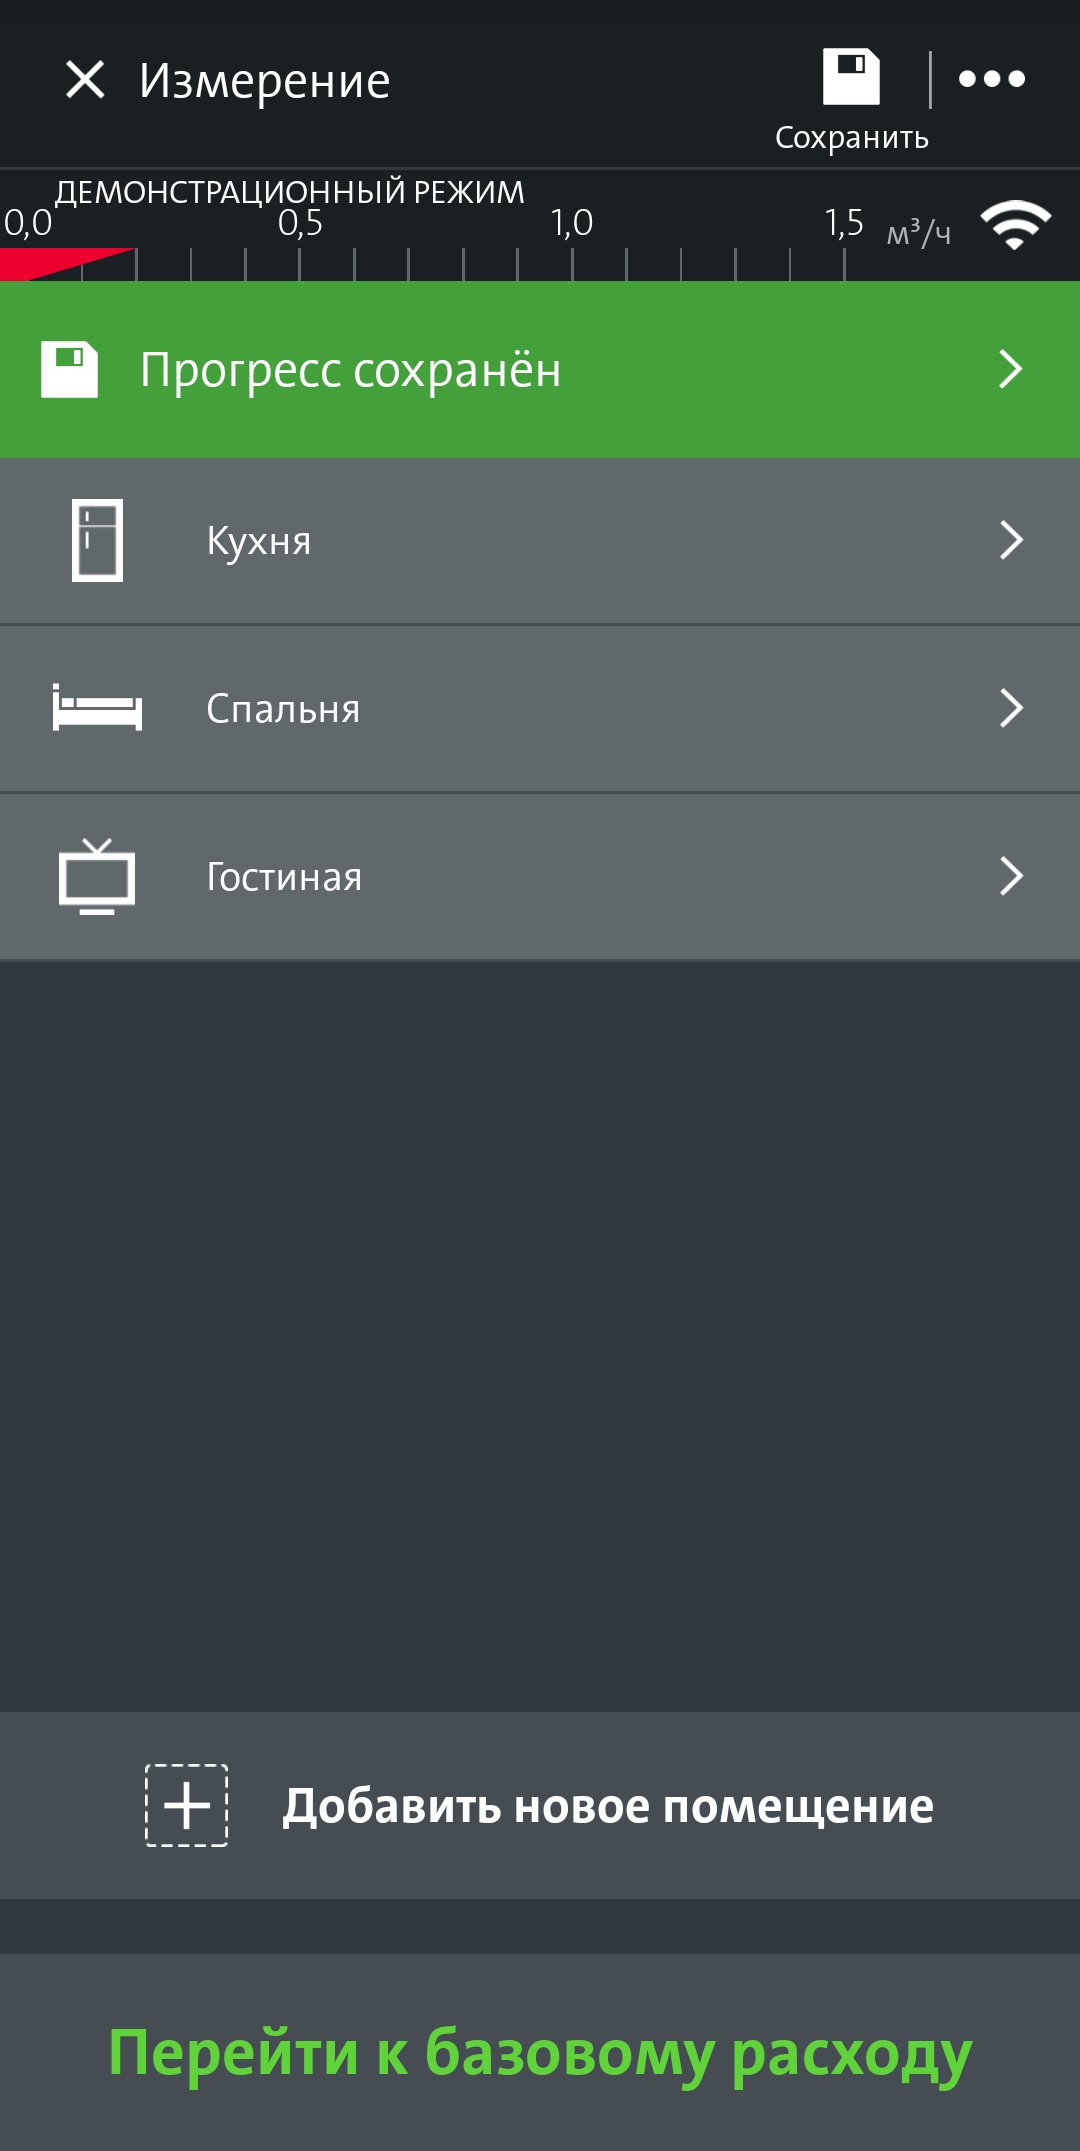 Измерение
Сохранить
ДЕМОНСТРАЦИОННЫЙ РЕЖИМ
0,0 0,5 1,0 1,5 м³/ч
Прогресс сохранён
Кухня
Спальня
Гостиная
Добавить новое помещение
Перейти к базовому расходу